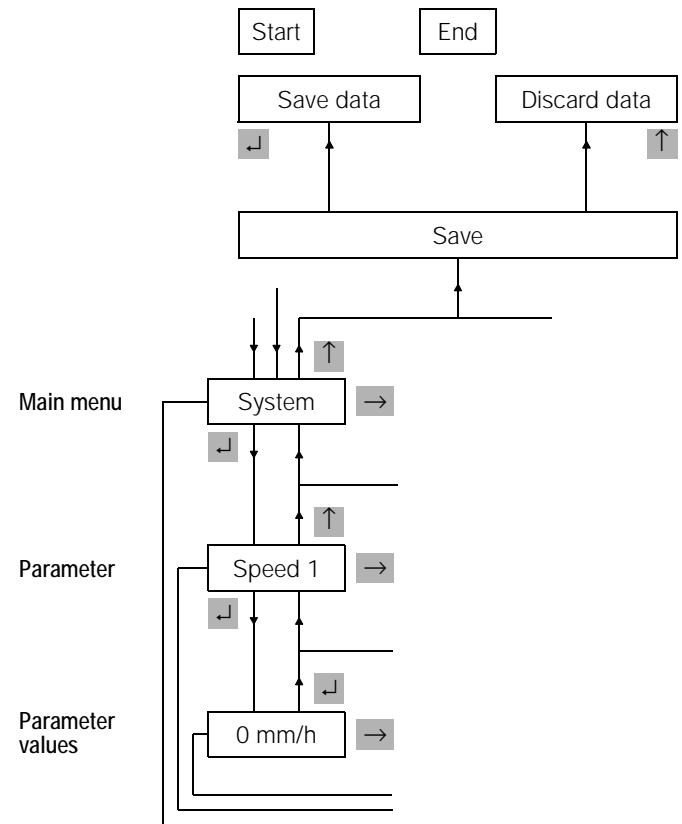 Start
End
Save data
Discard data
↵
↑
Save
↑
Main menu
System
→
↵
↑
Parameter
Speed 1
→
↵
↵
Parameter
values
0 mm/h
→